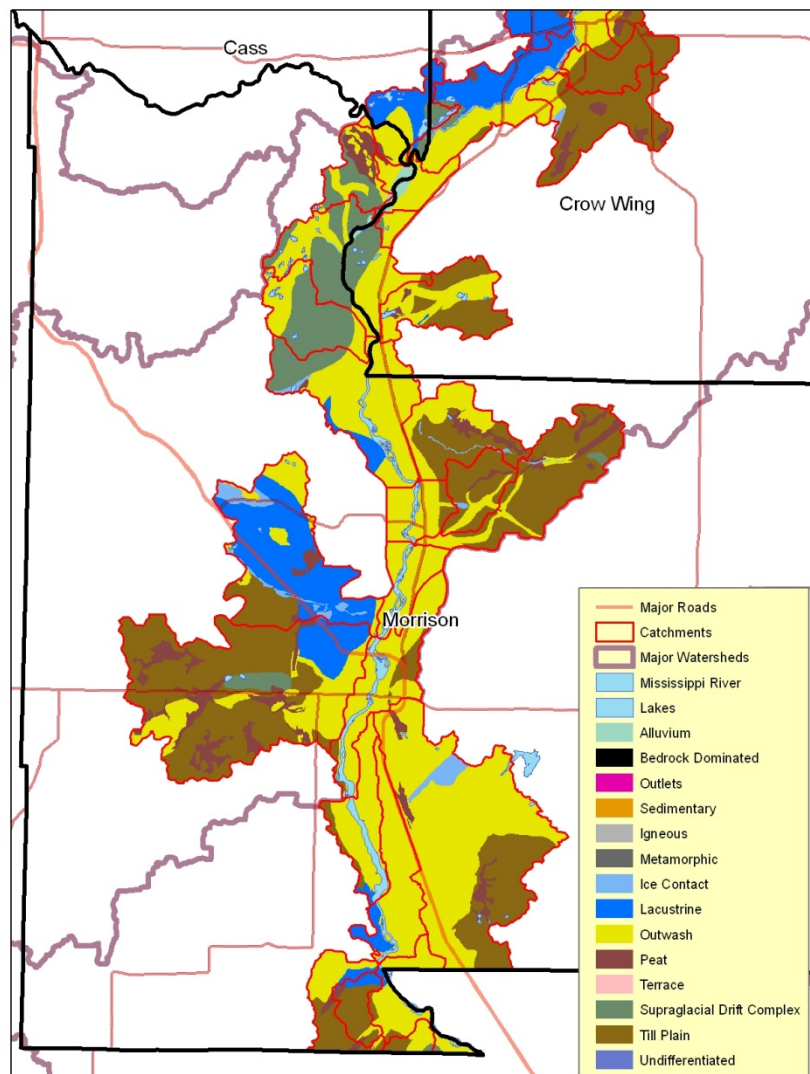 Cass
Crow Wing
Morrison
Major Roads
Catchments
Major Watersheds
Mississippi River
Lakes
Alluvium
Bedrock Dominated
Outlets
Sedimentary
Igneous
Metamorphic
Ice Contact
Lacustrine
Outwash
Peat
Terrace
Supraglacial Drift Complex
Till Plain
Undifferentiated